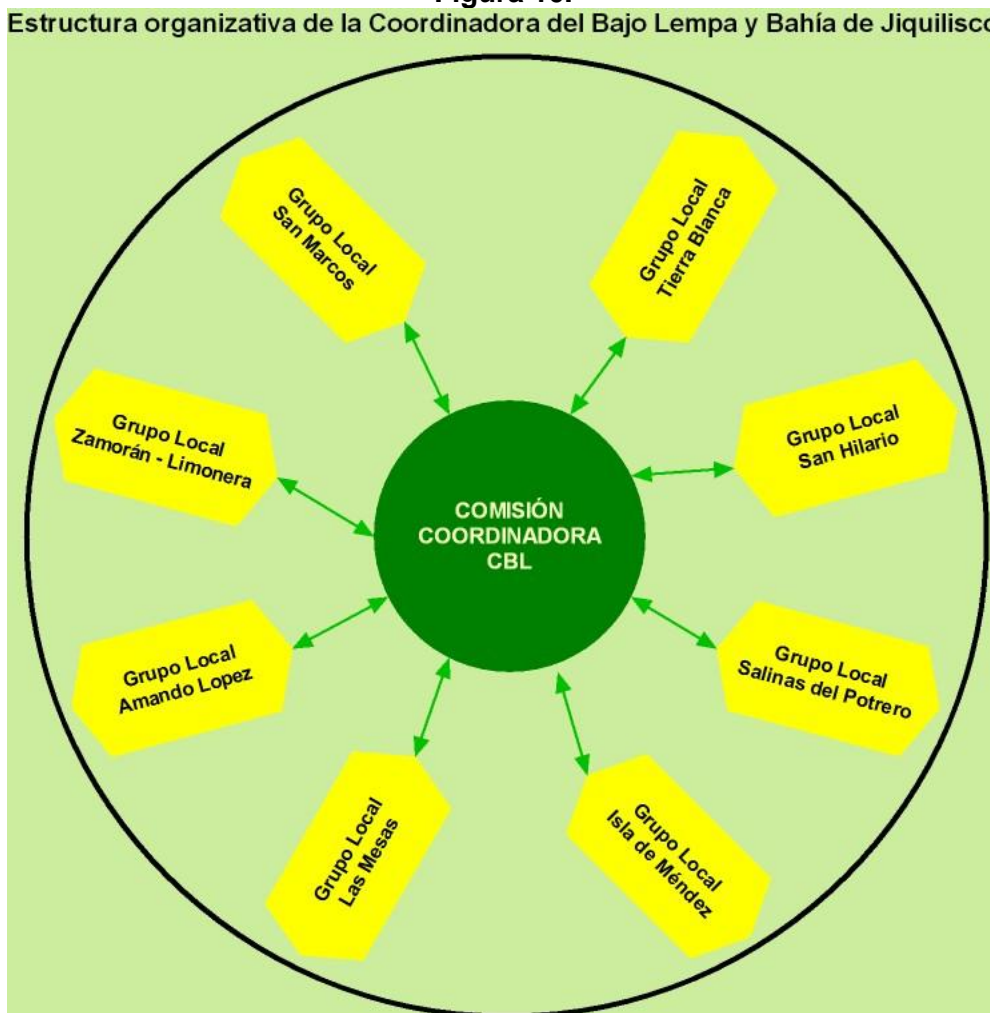 Estructura organizativa de la Coordinadora del Bajo Lempa y Bahía de Jiquilisco
Grupo Local
San Marcos
Grupo Local
Tierra Blanca
Grupo Local
Zamorán - Limonera
Grupo Local
San Hilario
COMISIÓN
COORDINADORA
CBL
Grupo Local
Amando Lopez
Grupo Local
Salinas del Potrero
Grupo Local
Las Mesas
Grupo Local
Isla de Méndez